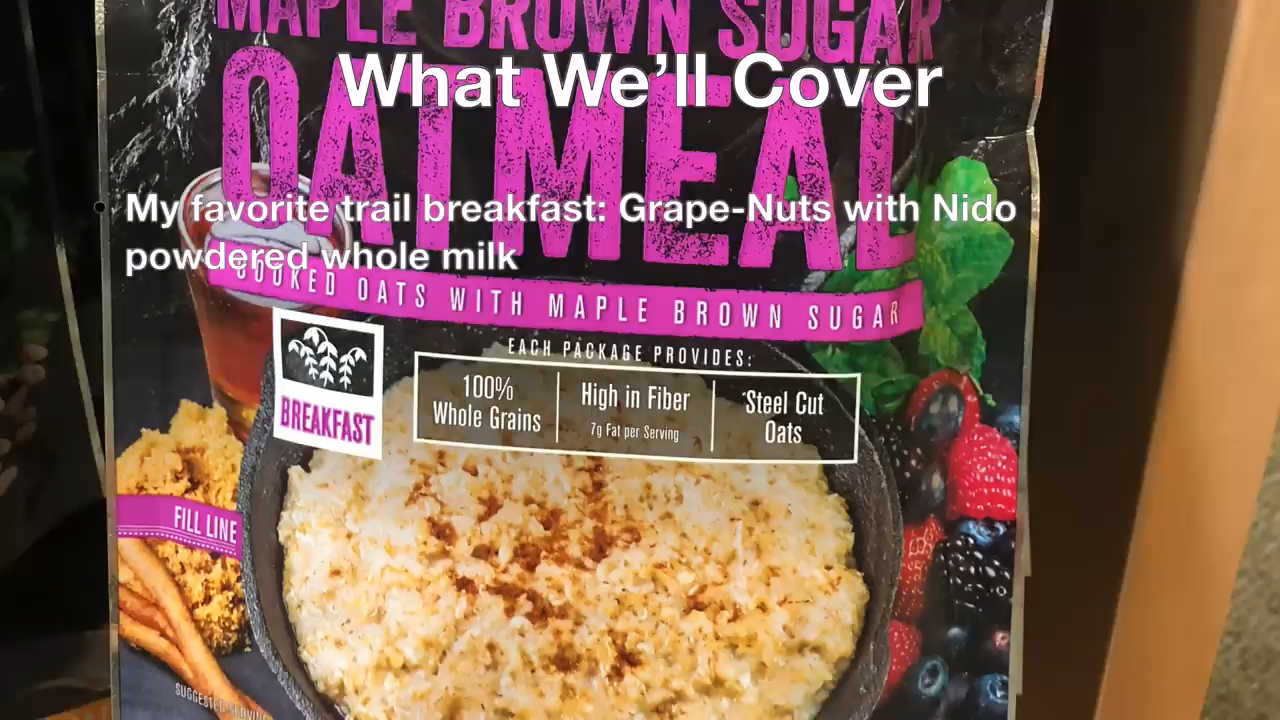 MAPLE BROWN SUGAR
What We'll Cover
OATMEAL
• My favorite trail breakfast: Grape-Nuts with Nido
powdered whole milk
COOKED OATS WITH MAPLE BROWN SUGAR
EACH PACKAGE PROVIDES:
100%
Whole Grains
High in Fiber
7g Fat per Serving
Steel Cut
Oats
BREAKFAST
FILL LINE
SUGGESTED SERVING